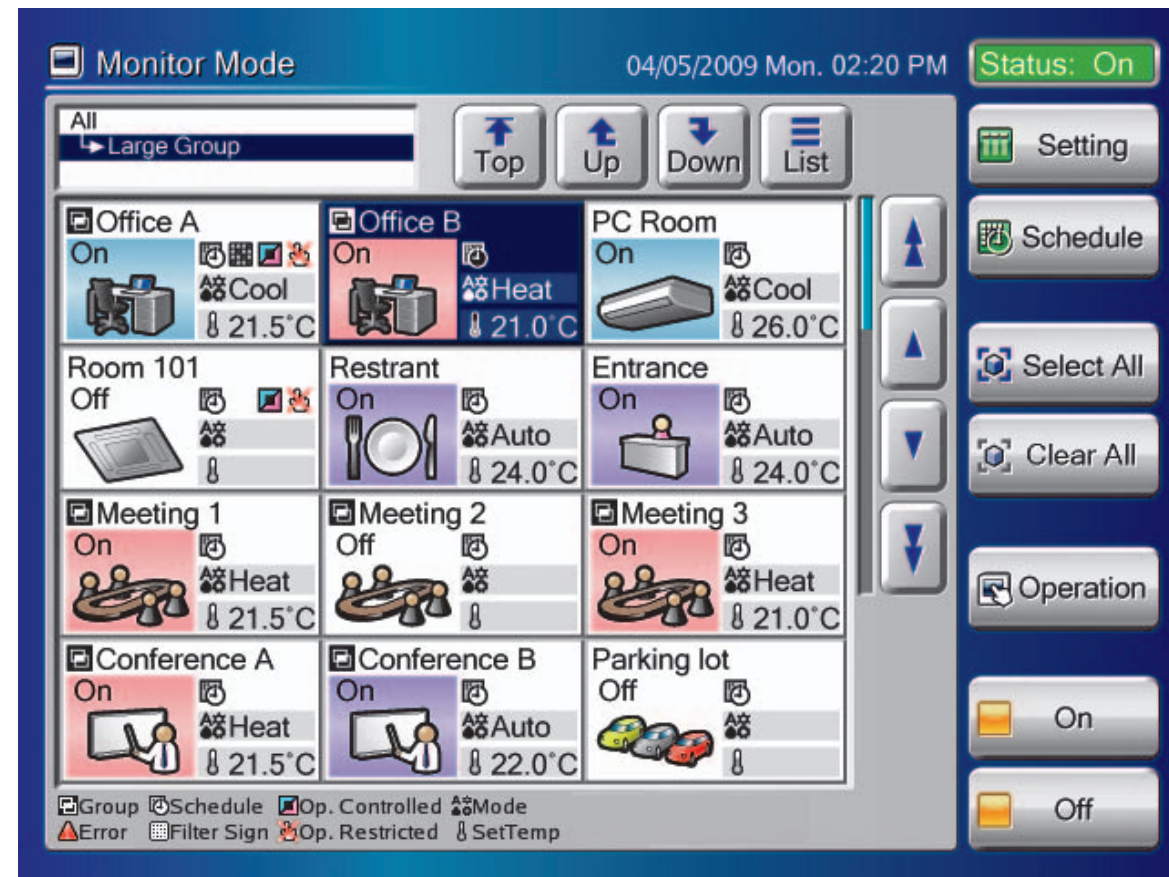 Monitor Mode 04/05/2009 Mon. 02:20 PM Status: On
All
Large Group
Top Up Down List
Setting
Schedule
Select All
Clear All
Operation
On
Off
Office A
On
Cool
21.5°C
Office B
On
Heat
21.0°C
PC Room
On
Cool
26.0°C
Room 101
Off
Restrant
On
Auto
24.0°C
Entrance
On
Auto
24.0°C
Meeting 1
On
Heat
21.5°C
Meeting 2
Off
Meeting 3
On
Heat
21.0°C
Conference A
On
Heat
21.5°C
Conference B
On
Auto
22.0°C
Parking lot
Off
Group Schedule Op. Controlled Mode
Error Filter Sign Op. Restricted SetTemp